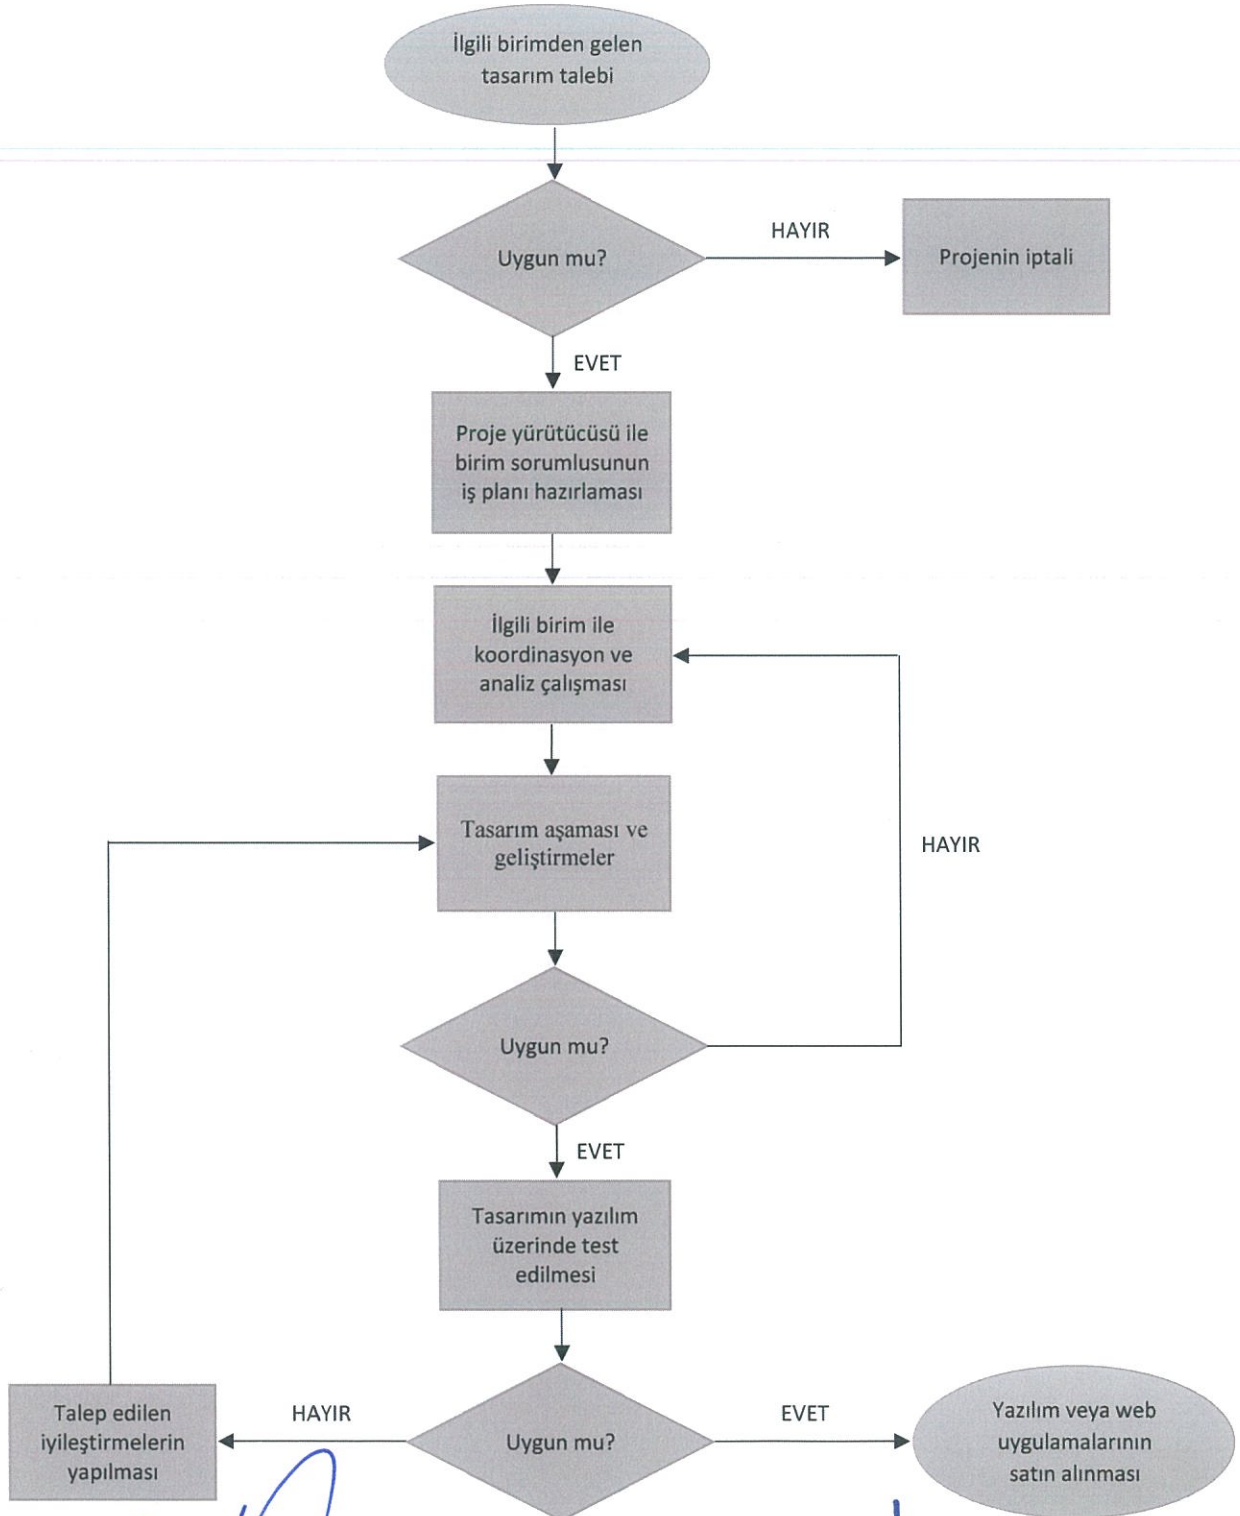 İlgili birimden gelen
tasarım talebi
Uygun mu?
HAYIR
Projenin iptali
EVET
Proje yürütücüsü ile
birim sorumlusunun
iş planı hazırlaması
İlgili birim ile
koordinasyon ve
analiz çalışması
Tasarım aşaması ve
geliştirmeler
HAYIR
Uygun mu?
EVET
Tasarımın yazılım
üzerinde test
edilmesi
Talep edilen
iyileştirmelerin
yapılması
HAYIR
Uygun mu?
EVET
Yazılım veya web
uygulamalarının
satın alınması